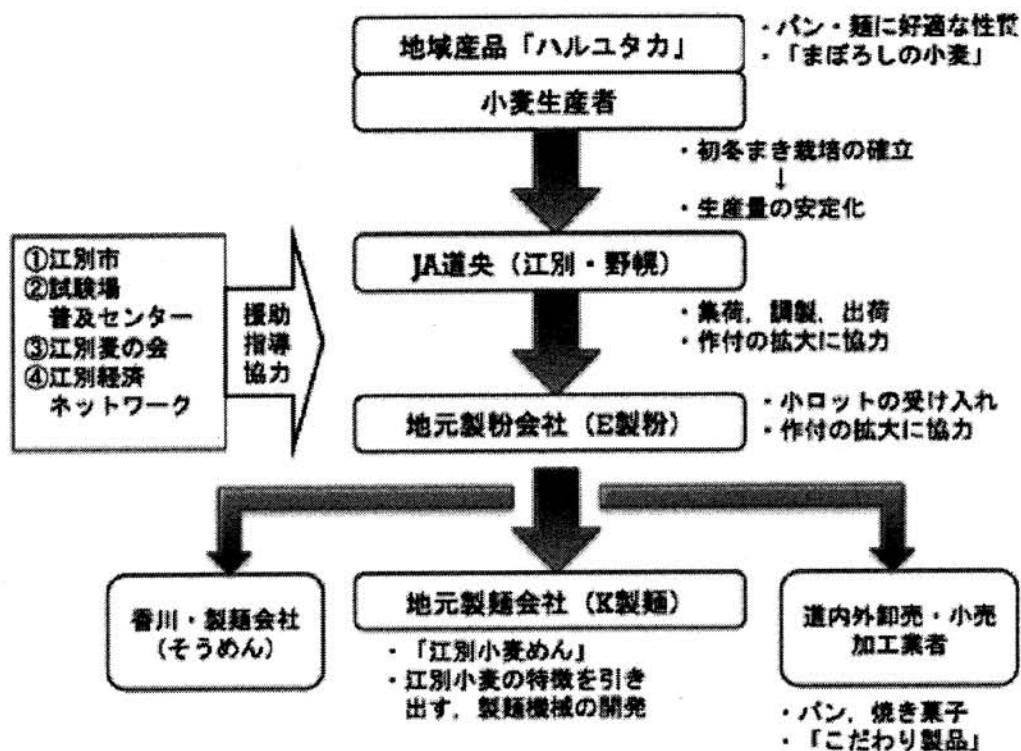 地域産品「ハルユタカ」
・パン・麺に好適な性質
・「まぼろしの小麦」
小麦生産者
・初冬まき栽培の確立
↓
・生産量の安定化
①江別市
②試験場
普及センター
③江別麦の会
④江別経済
ネットワーク
援助
指導
協力
JA道央（江別・野幌）
・集荷，調製，出荷
・作付の拡大に協力
地元製粉会社（E製粉）
・小ロットの受け入れ
・作付の拡大に協力
香川・製麺会社
（そうめん）
地元製麺会社（K製麺）
・「江別小麦めん」
・江別小麦の特徴を引き
出す，製麺機械の開発
道内外卸売・小売
加工業者
・パン，焼き菓子
・「こだわり製品」